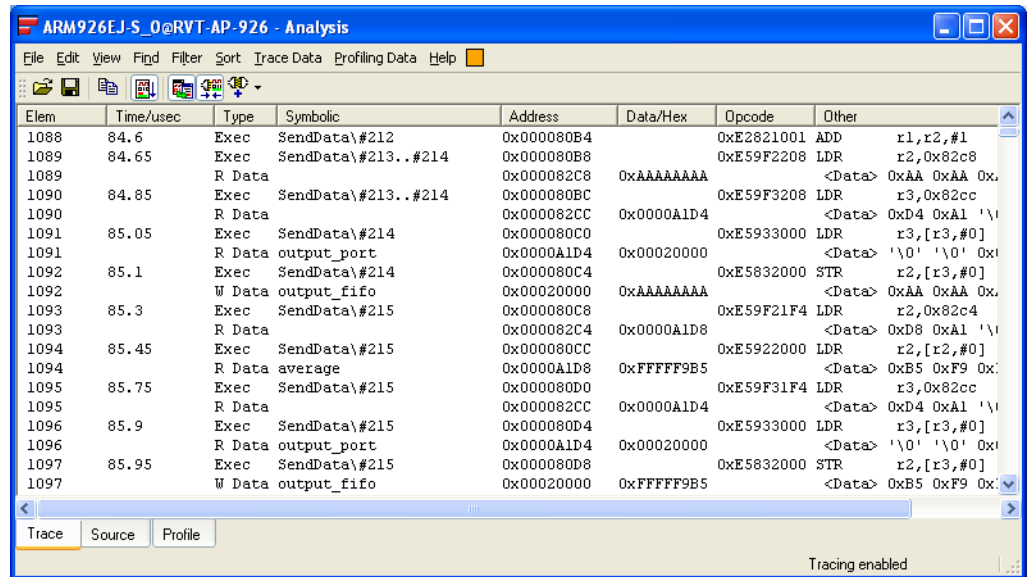 ARM926EJ-S_0@RVT-AP-926 - Analysis
File Edit View Find Filter Sort Trace Data Profiling Data Help
Elem Time/usec Type Symbolic Address Data/Hex Opcode Other
1088 84.6 Exec SendData\#212 0x000080B4 0xE2821001 ADD r1,r2,#1
1089 84.65 Exec SendData\#213..#214 0x000080B8 0xE59F2208 LDR r2,0x82c8
1089 R Data 0x000082C8 0xAAAAAAAA <Data> 0xAA 0xAA 0x
1090 84.85 Exec SendData\#213..#214 0x000080BC 0xE59F3208 LDR r3,0x82cc
1090 R Data 0x000082CC 0x0000A1D4 <Data> 0xD4 0xA1 '\
1091 85.05 Exec SendData\#214 0x000080C0 0xE5933000 LDR r3,[r3,#0]
1091 R Data output_port 0x0000A1D4 0x00020000 <Data> '\0' '\0' 0x
1092 85.1 Exec SendData\#214 0x000080C4 0xE5832000 STR r2,[r3,#0]
1092 W Data output_fifo 0x00020000 0xAAAAAAAA <Data> 0xAA 0xAA 0x
1093 85.3 Exec SendData\#215 0x000080C8 0xE59F21F4 LDR r2,0x82c4
1093 R Data 0x000082C4 0x0000A1D8 <Data> 0xD8 0xA1 '\
1094 85.45 Exec SendData\#215 0x000080CC 0xE5922000 LDR r2,[r2,#0]
1094 R Data average 0x0000A1D8 0xFFFFF9B5 <Data> 0xB5 0xF9 0x
1095 85.75 Exec SendData\#215 0x000080D0 0xE59F31F4 LDR r3,0x82cc
1095 R Data 0x000082CC 0x0000A1D4 <Data> 0xD4 0xA1 '\
1096 85.9 Exec SendData\#215 0x000080D4 0xE5933000 LDR r3,[r3,#0]
1096 R Data output_port 0x0000A1D4 0x00020000 <Data> '\0' '\0' 0x
1097 85.95 Exec SendData\#215 0x000080D8 0xE5832000 STR r2,[r3,#0]
1097 W Data output_fifo 0x00020000 0xFFFFF9B5 <Data> 0xB5 0xF9 0x
Trace Source Profile
Tracing enabled